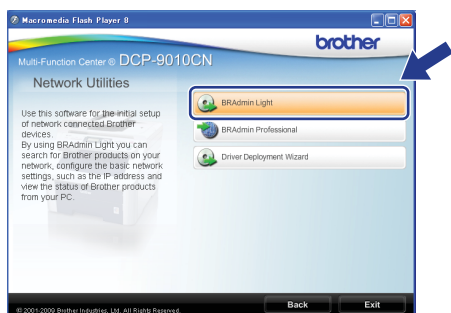 Macromedia Flash Player 8
brother
Multi-Function Center ® DCP-9010CN
Network Utilities
Use this software for the initial setup
of network connected Brother
devices.
By using BRAdmin Light you can
search for Brother products on your
network, configure the basic network
settings, such as the IP address and
view the status of Brother products
from your PC.
BRAdmin Light
BRAdmin Professional
Driver Deployment Wizard
© 2001-2009 Brother Industries, Ltd. All Rights Reserved.
Back
Exit